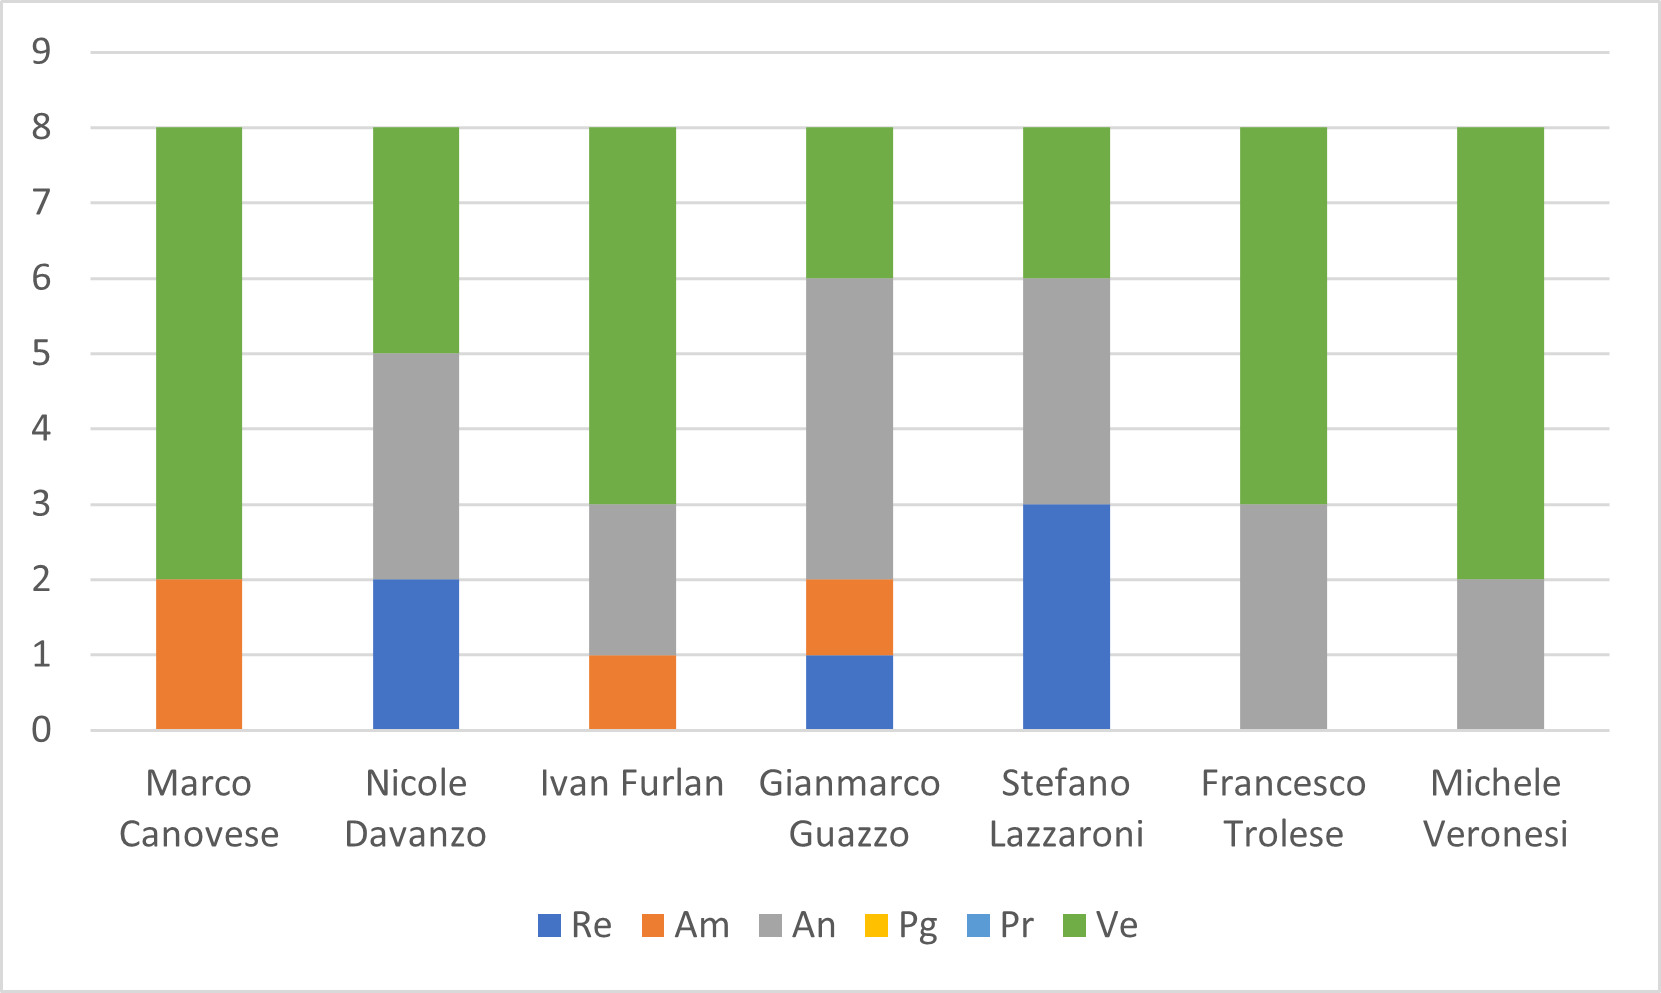 9
8
7
6
5
4
3
2
1
0
Marco Canovese
Nicole Davanzo
Ivan Furlan
Gianmarco Guazzo
Stefano Lazzaroni
Francesco Trolese
Michele Veronesi
Re Am An Pg Pr Ve